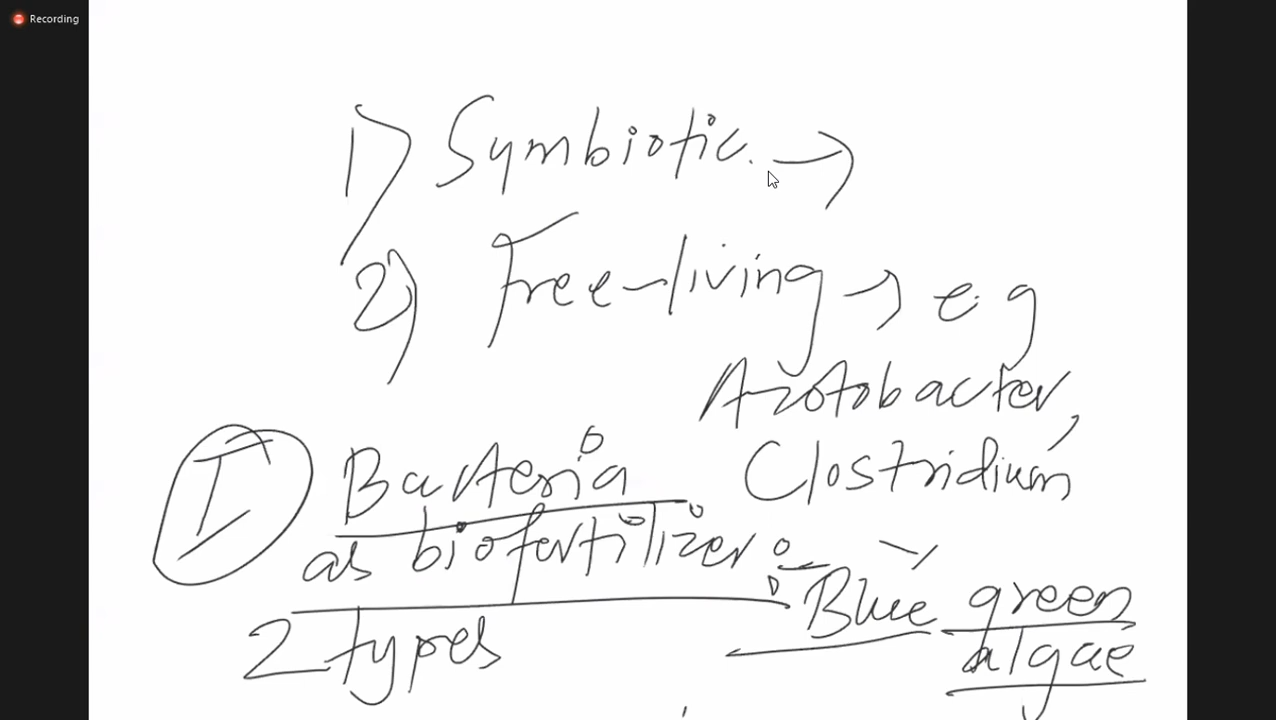 Recording
1) Symbiotic. →
2) Free-living → e.g
Azotobacter,
Clostridium
I Bacteria
as biofertilizer :-
Blue green
algae
2 types